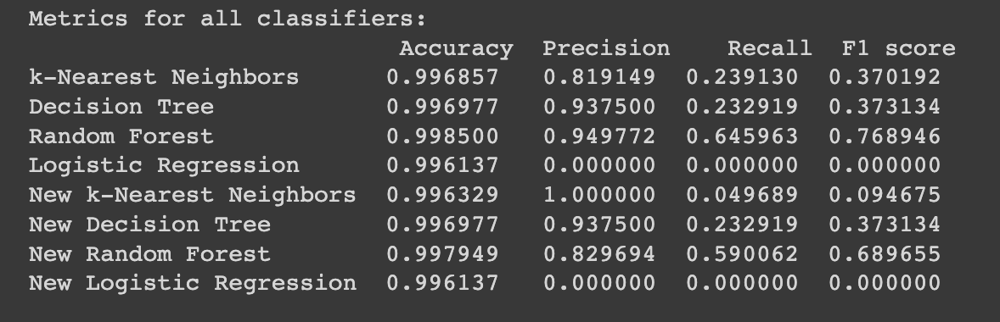 Metrics for all classifiers:
Accuracy Precision Recall F1 score
k-Nearest Neighbors 0.996857 0.819149 0.239130 0.370192
Decision Tree 0.996977 0.937500 0.232919 0.373134
Random Forest 0.998500 0.949772 0.645963 0.768946
Logistic Regression 0.996137 0.000000 0.000000 0.000000
New k-Nearest Neighbors 0.996329 1.000000 0.049689 0.094675
New Decision Tree 0.996977 0.937500 0.232919 0.373134
New Random Forest 0.997949 0.829694 0.590062 0.689655
New Logistic Regression 0.996137 0.000000 0.000000 0.000000